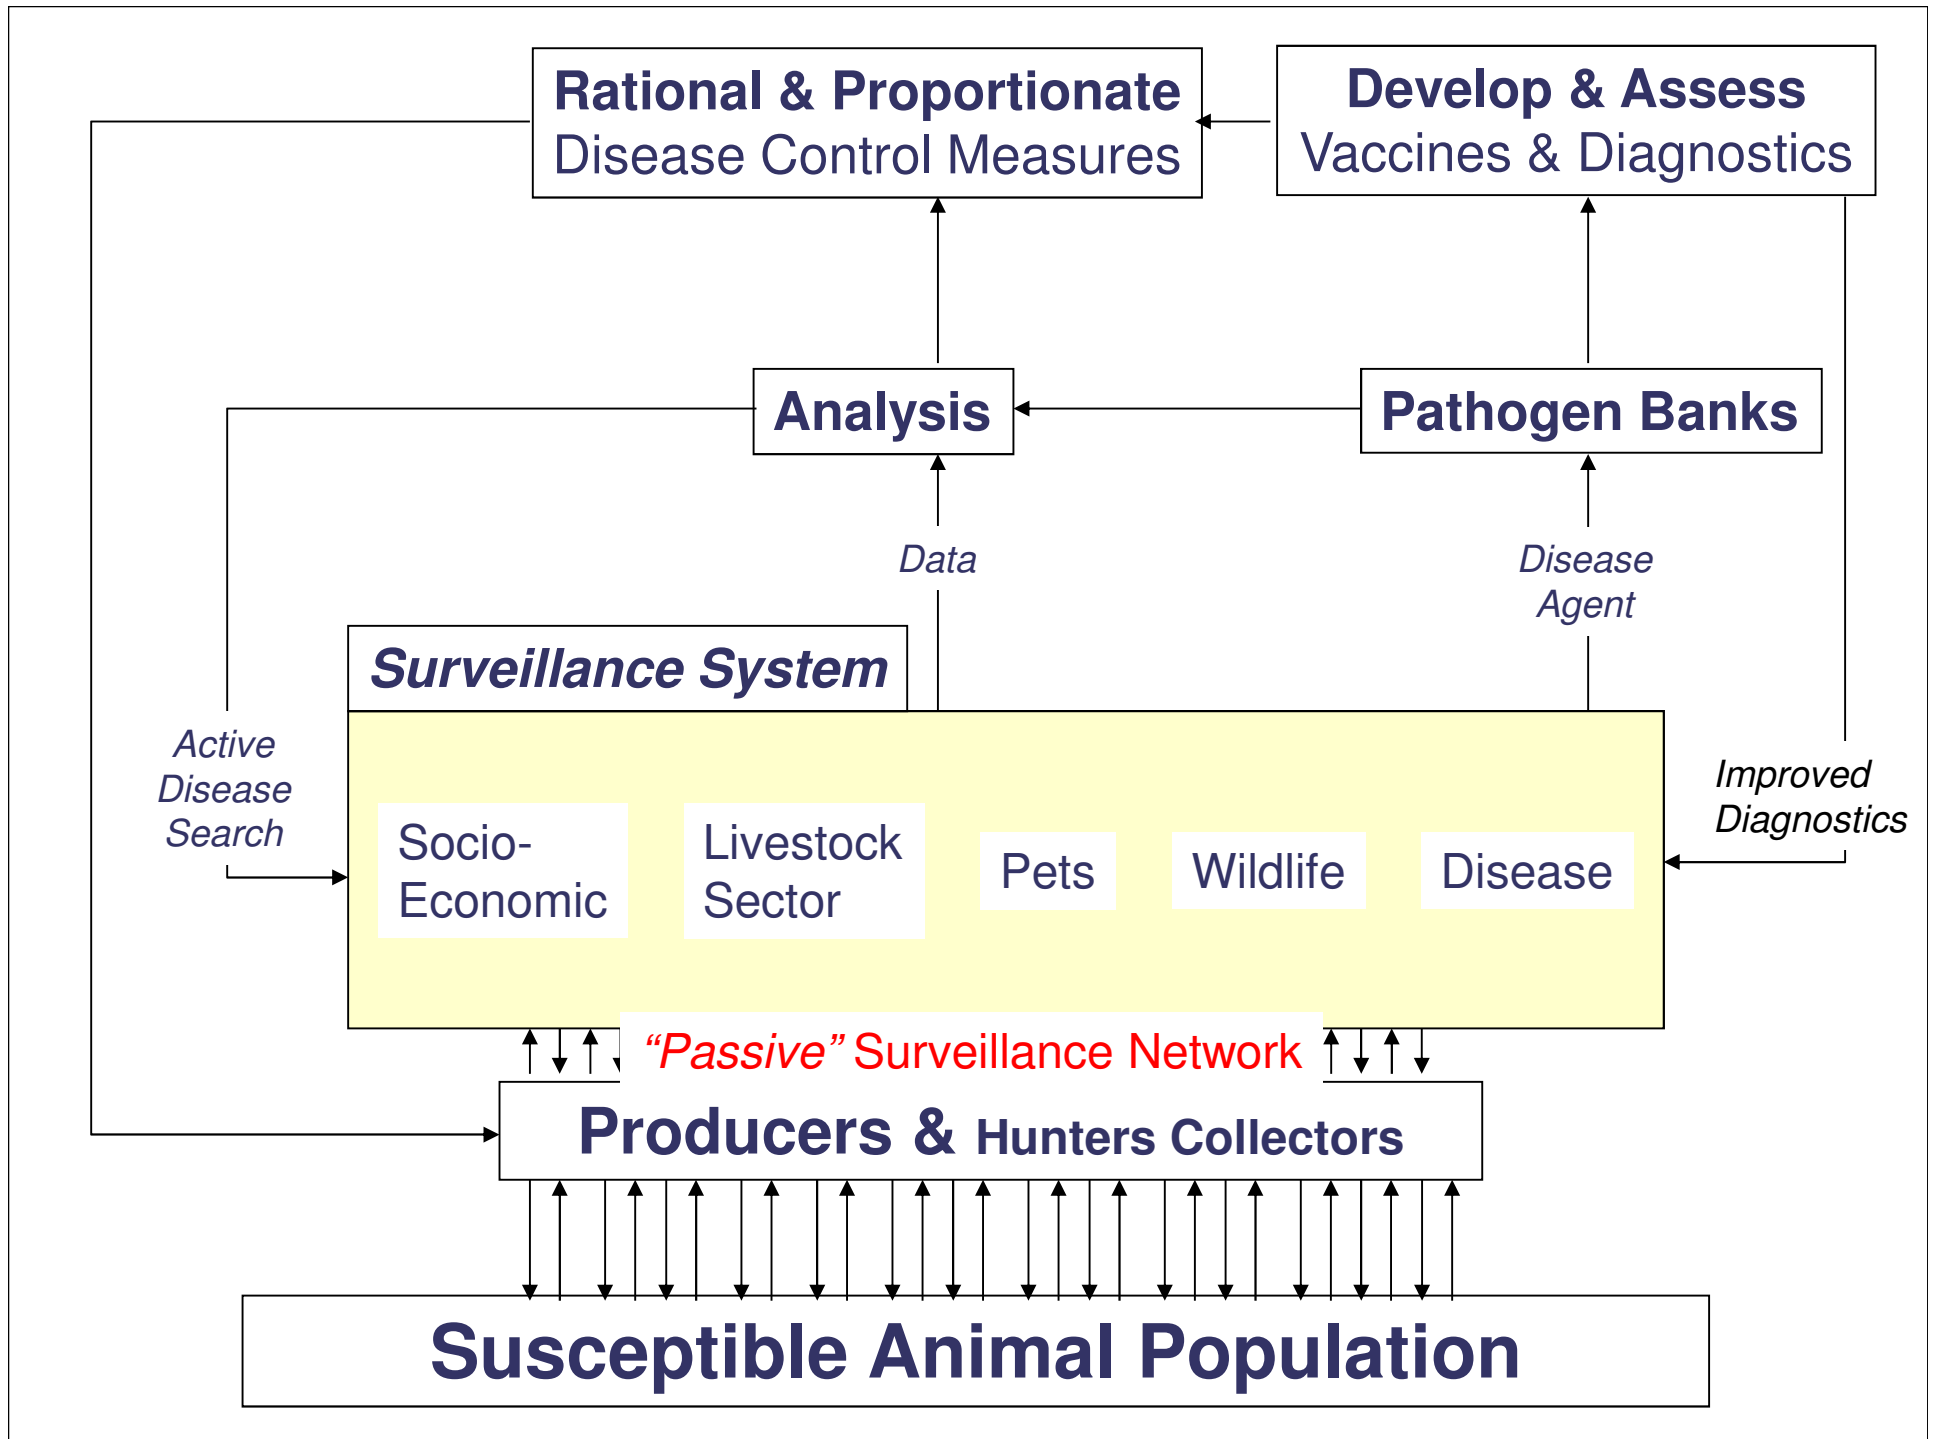 Rational & Proportionate
Disease Control Measures
Develop & Assess
Vaccines & Diagnostics
Analysis
Pathogen Banks
Data
Disease
Agent
Surveillance System
Active
Disease
Search
Improved
Diagnostics
Socio-
Economic
Livestock
Sector
Pets
Wildlife
Disease
“Passive” Surveillance Network
Producers & Hunters Collectors
Susceptible Animal Population